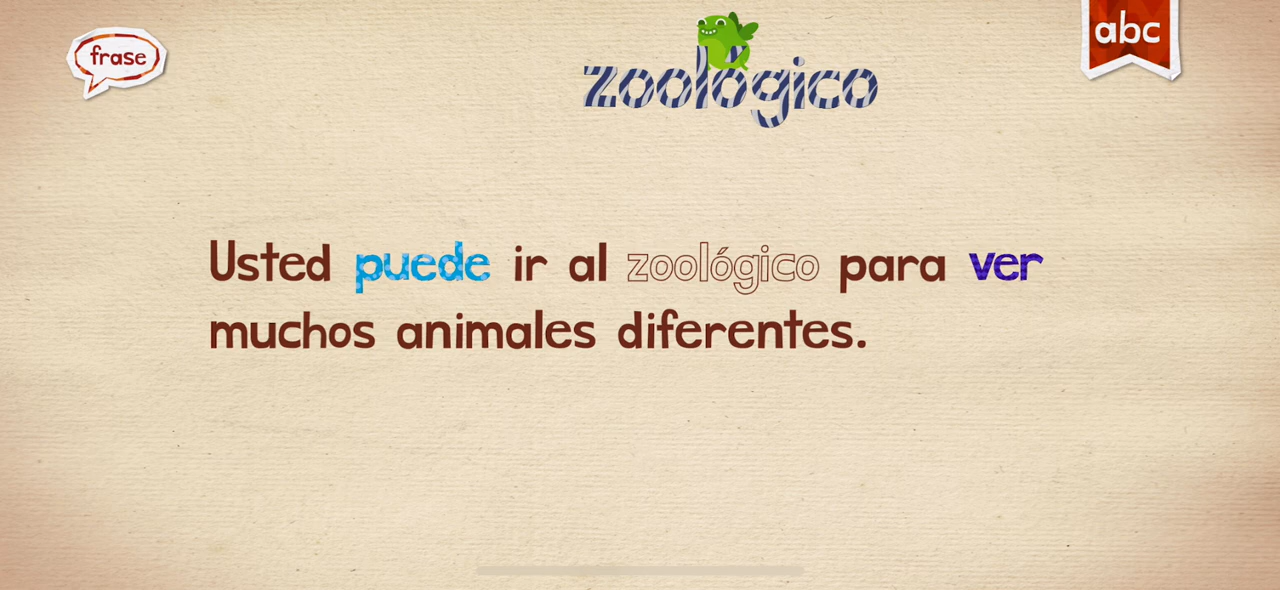 frase
zoológico
abc
Usted puede ir al zoológico para ver
muchos animales diferentes.